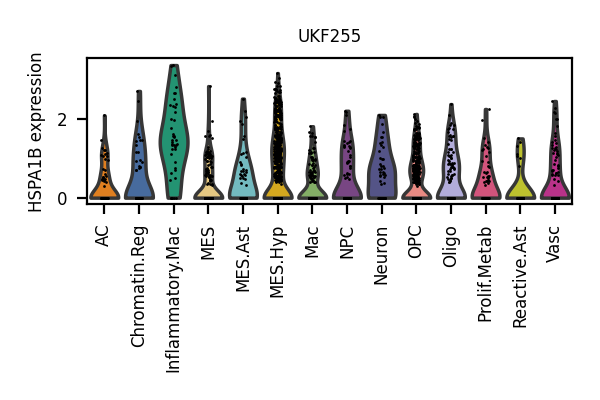 UKF255
HSPA1B expression
2
0
AC
Chromatin.Reg
Inflammatory.Mac
MES
MES.Ast
MES.Hyp
Mac
NPC
Neuron
OPC
Oligo
Prolif.Metab
Reactive.Ast
Vasc